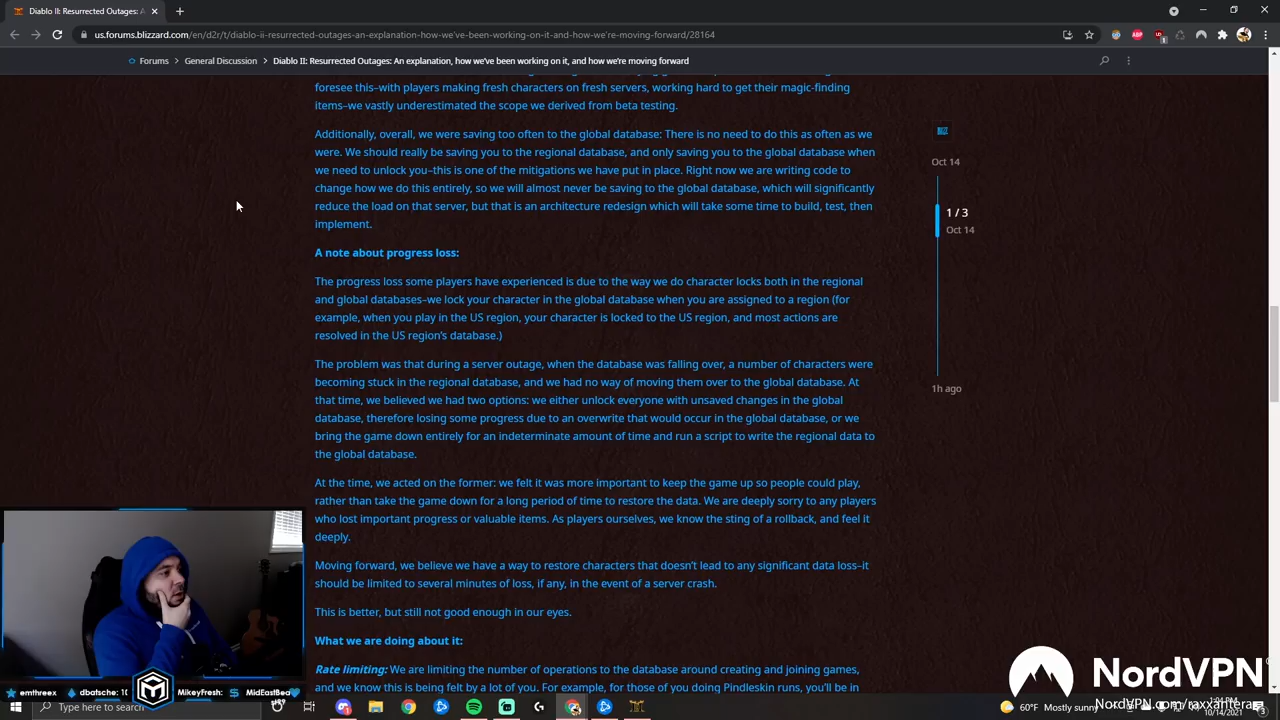 Diablo II: Resurrected Outages: A
us.forums.blizzard.com/en/d2r/t/diablo-ii-resurrected-outages-an-explanation-how-we've-been-working-on-it-and-how-we're-moving-forward/28164
Forums > General Discussion > Diablo II: Resurrected Outages: An explanation, how we've been working on it, and how we're moving forward
foresee this–with players making fresh characters on fresh servers, working hard to get their magic-finding
items–we vastly underestimated the scope we derived from beta testing.
Additionally, overall, we were saving too often to the global database: There is no need to do this as often as we
were. We should really be saving you to the regional database, and only saving you to the global database when
we need to unlock you–this is one of the mitigations we have put in place. Right now we are writing code to
change how we do this entirely, so we will almost never be saving to the global database, which will significantly
reduce the load on that server, but that is an architecture redesign which will take some time to build, test, then
implement.
A note about progress loss:
The progress loss some players have experienced is due to the way we do character locks both in the regional
and global databases–we lock your character in the global database when you are assigned to a region (for
example, when you play in the US region, your character is locked to the US region, and most actions are
resolved in the US region's database.)
The problem was that during a server outage, when the database was falling over, a number of characters were
becoming stuck in the regional database, and we had no way of moving them over to the global database. At
that time, we believed we had two options: we either unlock everyone with unsaved changes in the global
database, therefore losing some progress due to an overwrite that would occur in the global database, or we
bring the game down entirely for an indeterminate amount of time and run a script to write the regional data to
the global database.
At the time, we acted on the former: we felt it was more important to keep the game up so people could play,
rather than take the game down for a long period of time to restore the data. We are deeply sorry to any players
who lost important progress or valuable items. As players ourselves, we know the sting of a rollback, and feel it
deeply.
Moving forward, we believe we have a way to restore characters that doesn't lead to any significant data loss–it
should be limited to several minutes of loss, if any, in the event of a server crash.
This is better, but still not good enough in our eyes.
What we are doing about it:
Rate limiting: We are limiting the number of operations to the database around creating and joining games,
and we know this is being felt by a lot of you. For example, for those of you doing Pindleskin runs, you'll be in
Oct 14
1 / 3
Oct 14
1h ago
emthreex
dbatsche: 10
MikeyFresh:
MidEastBea
NordVPN
NordVPN.com/raxxanterax
Type here to search
60°F Mostly sunny
1:01 PM
10/14/2021